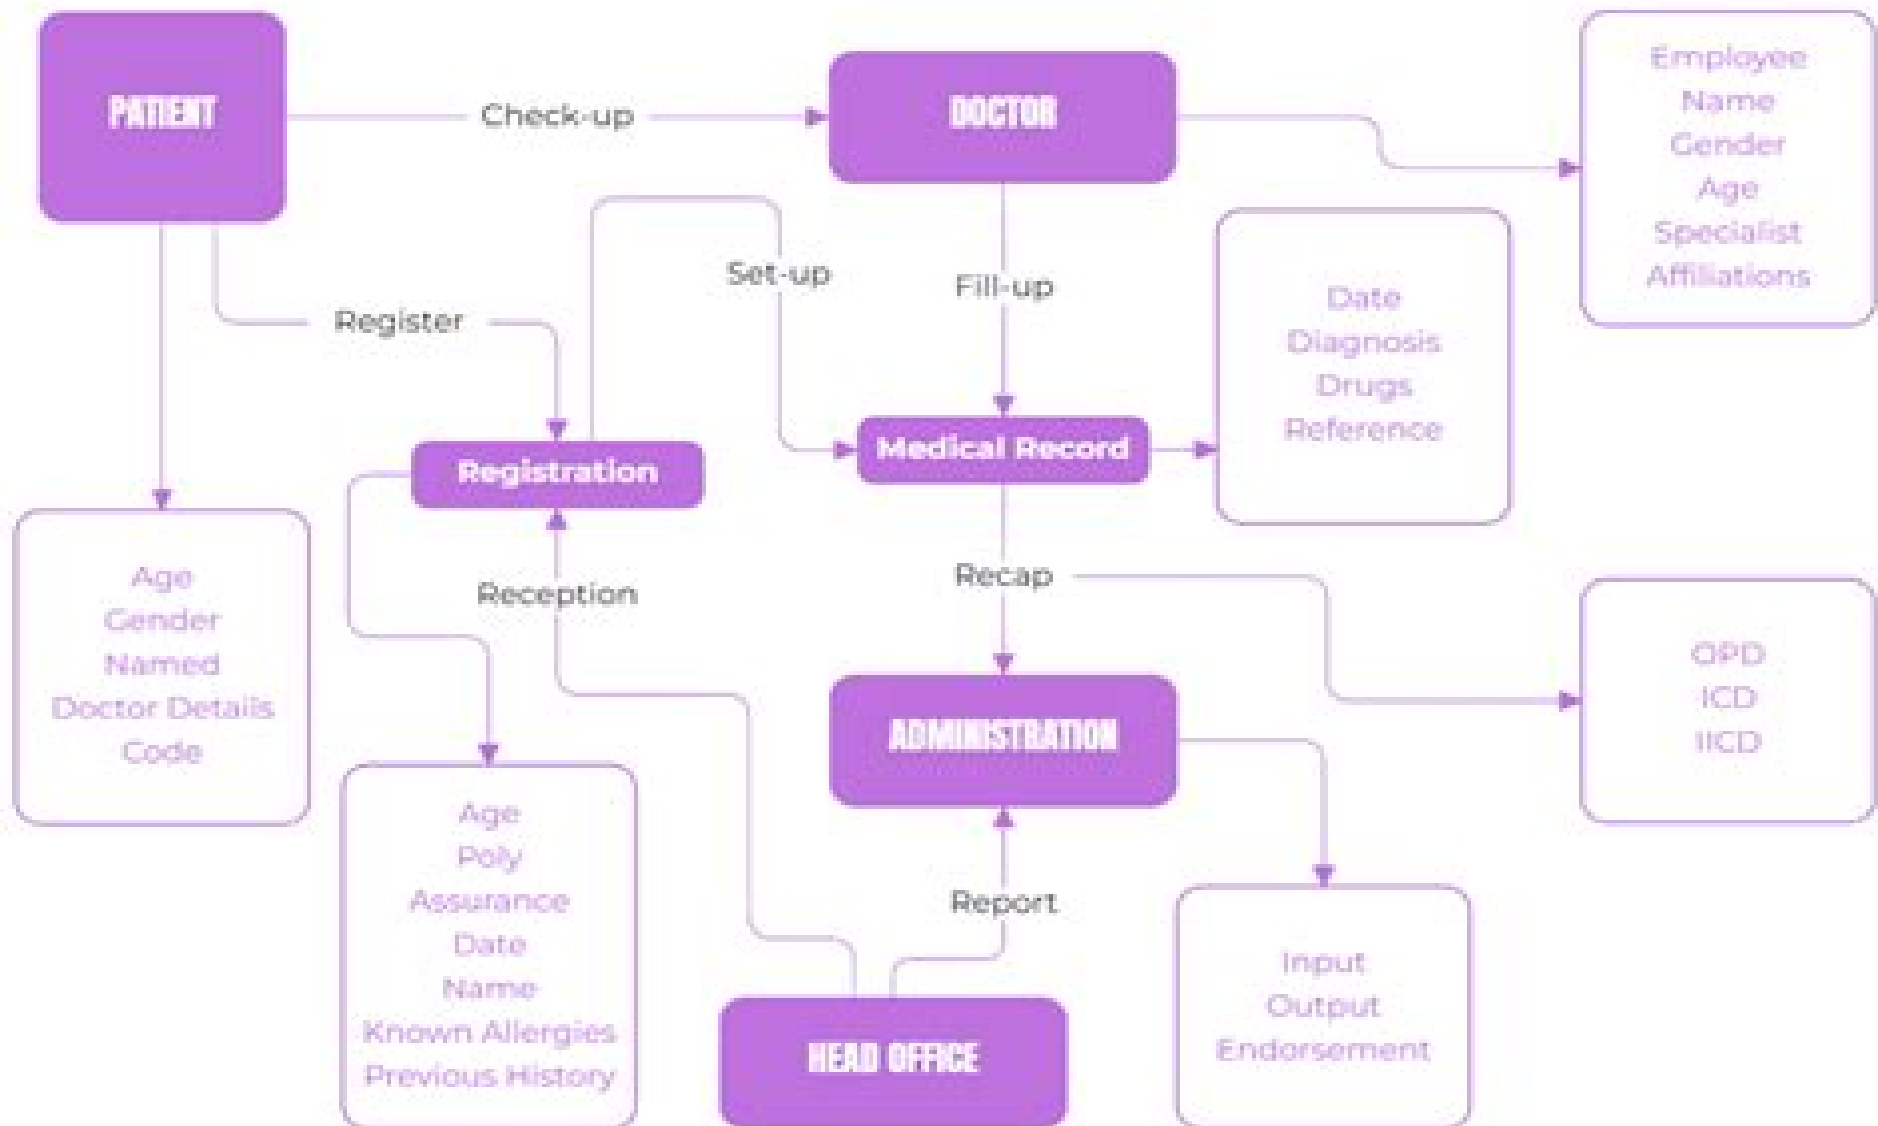 PATIENT
Check-up
DOCTOR
Employee
Name
Gender
Age
Specialist
Affiliations
Set-up
Fill-up
Register
Date
Diagnosis
Drugs
Reference
Registration
Medical Record
Age
Gender
Named
Doctor Details
Code
Reception
Recap
OPD
ICD
IICD
ADMINISTRATION
Age
Poly
Assurance
Date
Name
Known Allergies
Previous History
Report
Input
Output
Endorsement
HEAD OFFICE